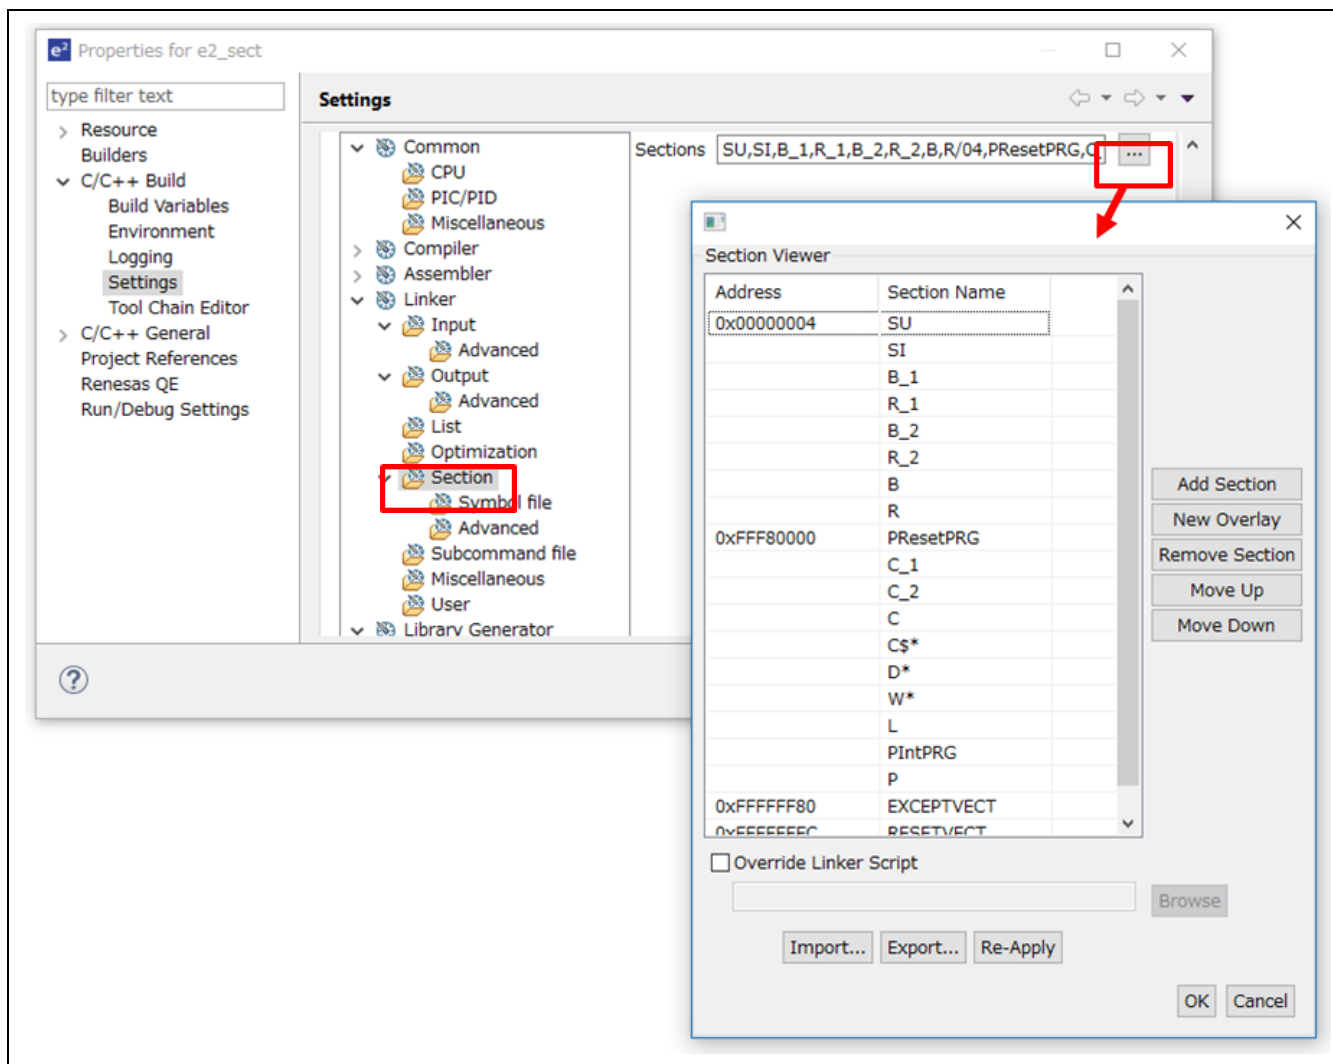 e² Properties for e2_sect
type filter text
Resource
Builders
C/C++ Build
Build Variables
Environment
Logging
Settings
Tool Chain Editor
C/C++ General
Project References
Renesas QE
Run/Debug Settings
Settings
Common
CPU
PIC/PID
Miscellaneous
Compiler
Assembler
Linker
Input
Advanced
Output
Advanced
List
Optimization
Section
Symbol file
Advanced
Subcommand file
Miscellaneous
User
Library Generator
Sections SU,SI,B_1,R_1,B_2,R_2,B,R/04,PResetPRG,C_ ...
Section Viewer
Address Section Name
0x00000004 SU
SI
B_1
R_1
B_2
R_2
B
R
0xFFF80000 PResetPRG
C_1
C_2
C
C$*
D*
W*
L
PIntPRG
P
0xFFFFFF80 EXCEPTVECT
0xFFFFFFFC RESETVECT
Add Section
New Overlay
Remove Section
Move Up
Move Down
Override Linker Script
Browse
Import... Export... Re-Apply
OK Cancel